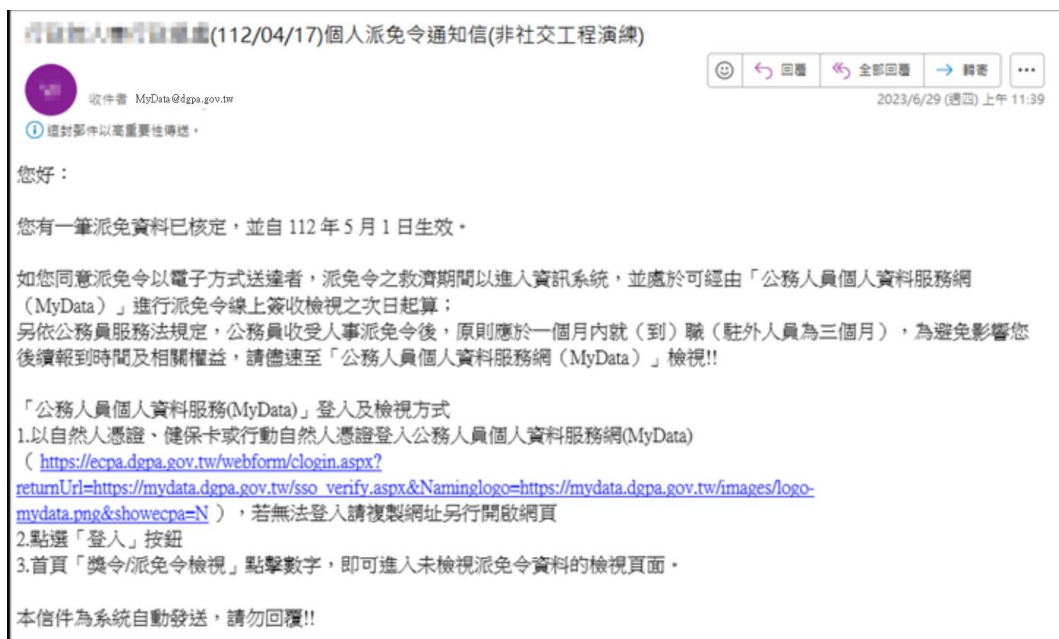 (112/04/17)個人派免令通知信(非社交工程演練)
回覆 全部回覆 轉寄
收件者 MyData@dgpa.gov.tw
2023/6/29 (週四) 上午 11:39
這封郵件以高重要性傳送。
您好：
您有一筆派免資料已核定，並自 112 年 5 月 1 日生效。
如您同意派免令以電子方式送達者，派免令之救濟期間以進入資訊系統，並處於可經由「公務人員個人資料服務網
（MyData）」進行派免令線上簽收檢視之次日起算；
另依公務員服務法規定，公務員收受人事派免令後，原則應於一個月內就（到）職（駐外人員為三個月），為避免影響您
後續報到時間及相關權益，請儘速至「公務人員個人資料服務網（MyData）」檢視!!
「公務人員個人資料服務(MyData)」登入及檢視方式
1.以自然人憑證、健保卡或行動自然人憑證登入公務人員個人資料服務網(MyData)
（ https://ecpa.dgpa.gov.tw/webform/clogin.aspx?
returnUrl=https://mydata.dgpa.gov.tw/sso_verify.aspx&Naminglogo=https://mydata.dgpa.gov.tw/images/logo-
mydata.png&showecpa=N ），若無法登入請複製網址另行開啟網頁
2.點選「登入」按鈕
3.首頁「獎令/派免令檢視」點擊數字，即可進入未檢視派免令資料的檢視頁面。
本信件為系統自動發送，請勿回覆!!